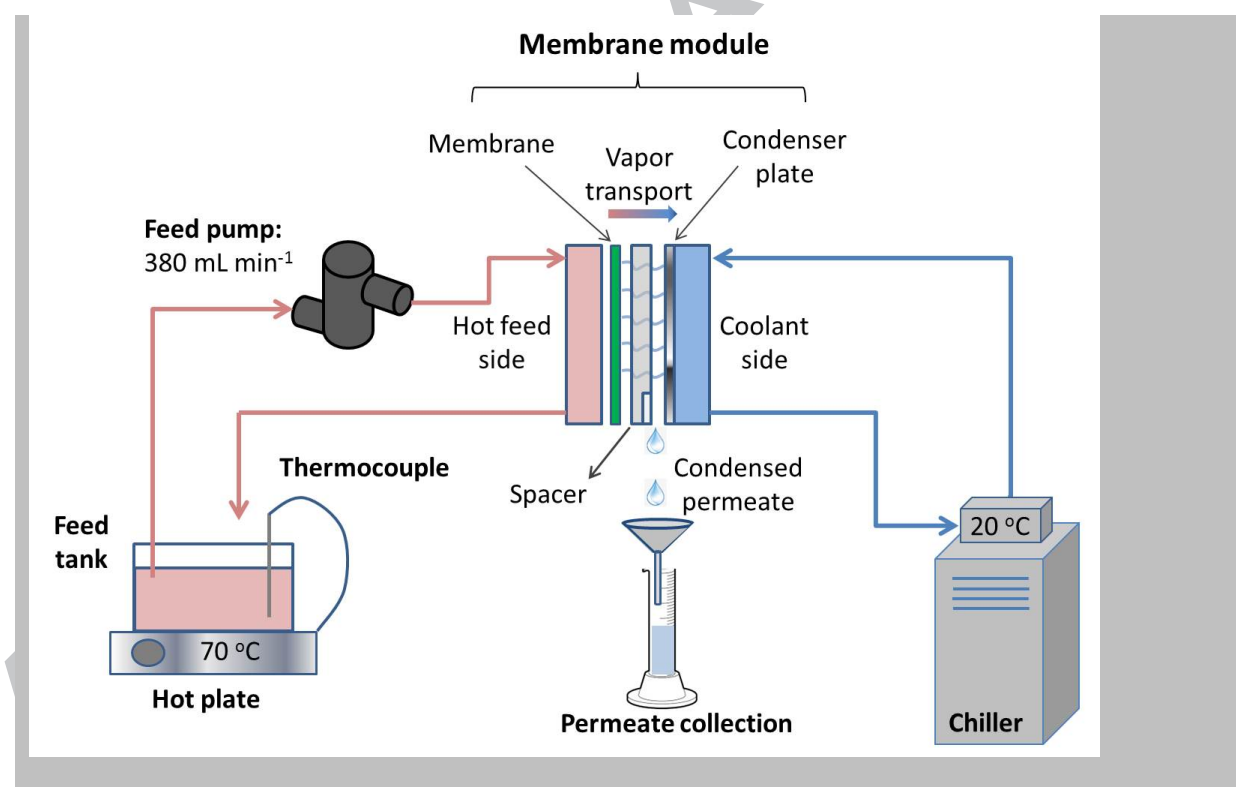 Membrane module
Membrane
Vapor
transport
Condenser
plate
Feed pump:
380 mL min-1
Hot feed
side
Coolant
side
Thermocouple
Spacer
Condensed
permeate
Feed
tank
20 °C
70 °C
Hot plate
Permeate collection
Chiller